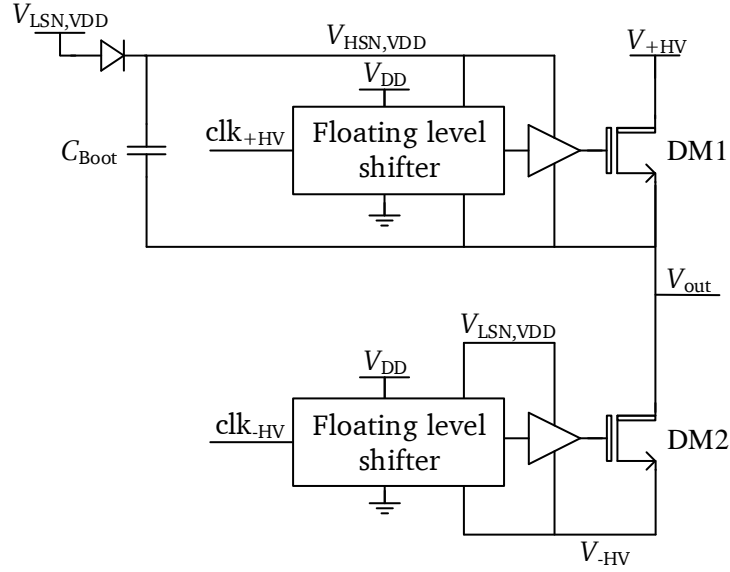 V_LSN,VDD
V_HSN,VDD
V_+HV
V_DD
clk_+HV
Floating level
shifter
C_Boot
DM1
V_out
V_LSN,VDD
V_DD
clk_-HV
Floating level
shifter
DM2
V_-HV